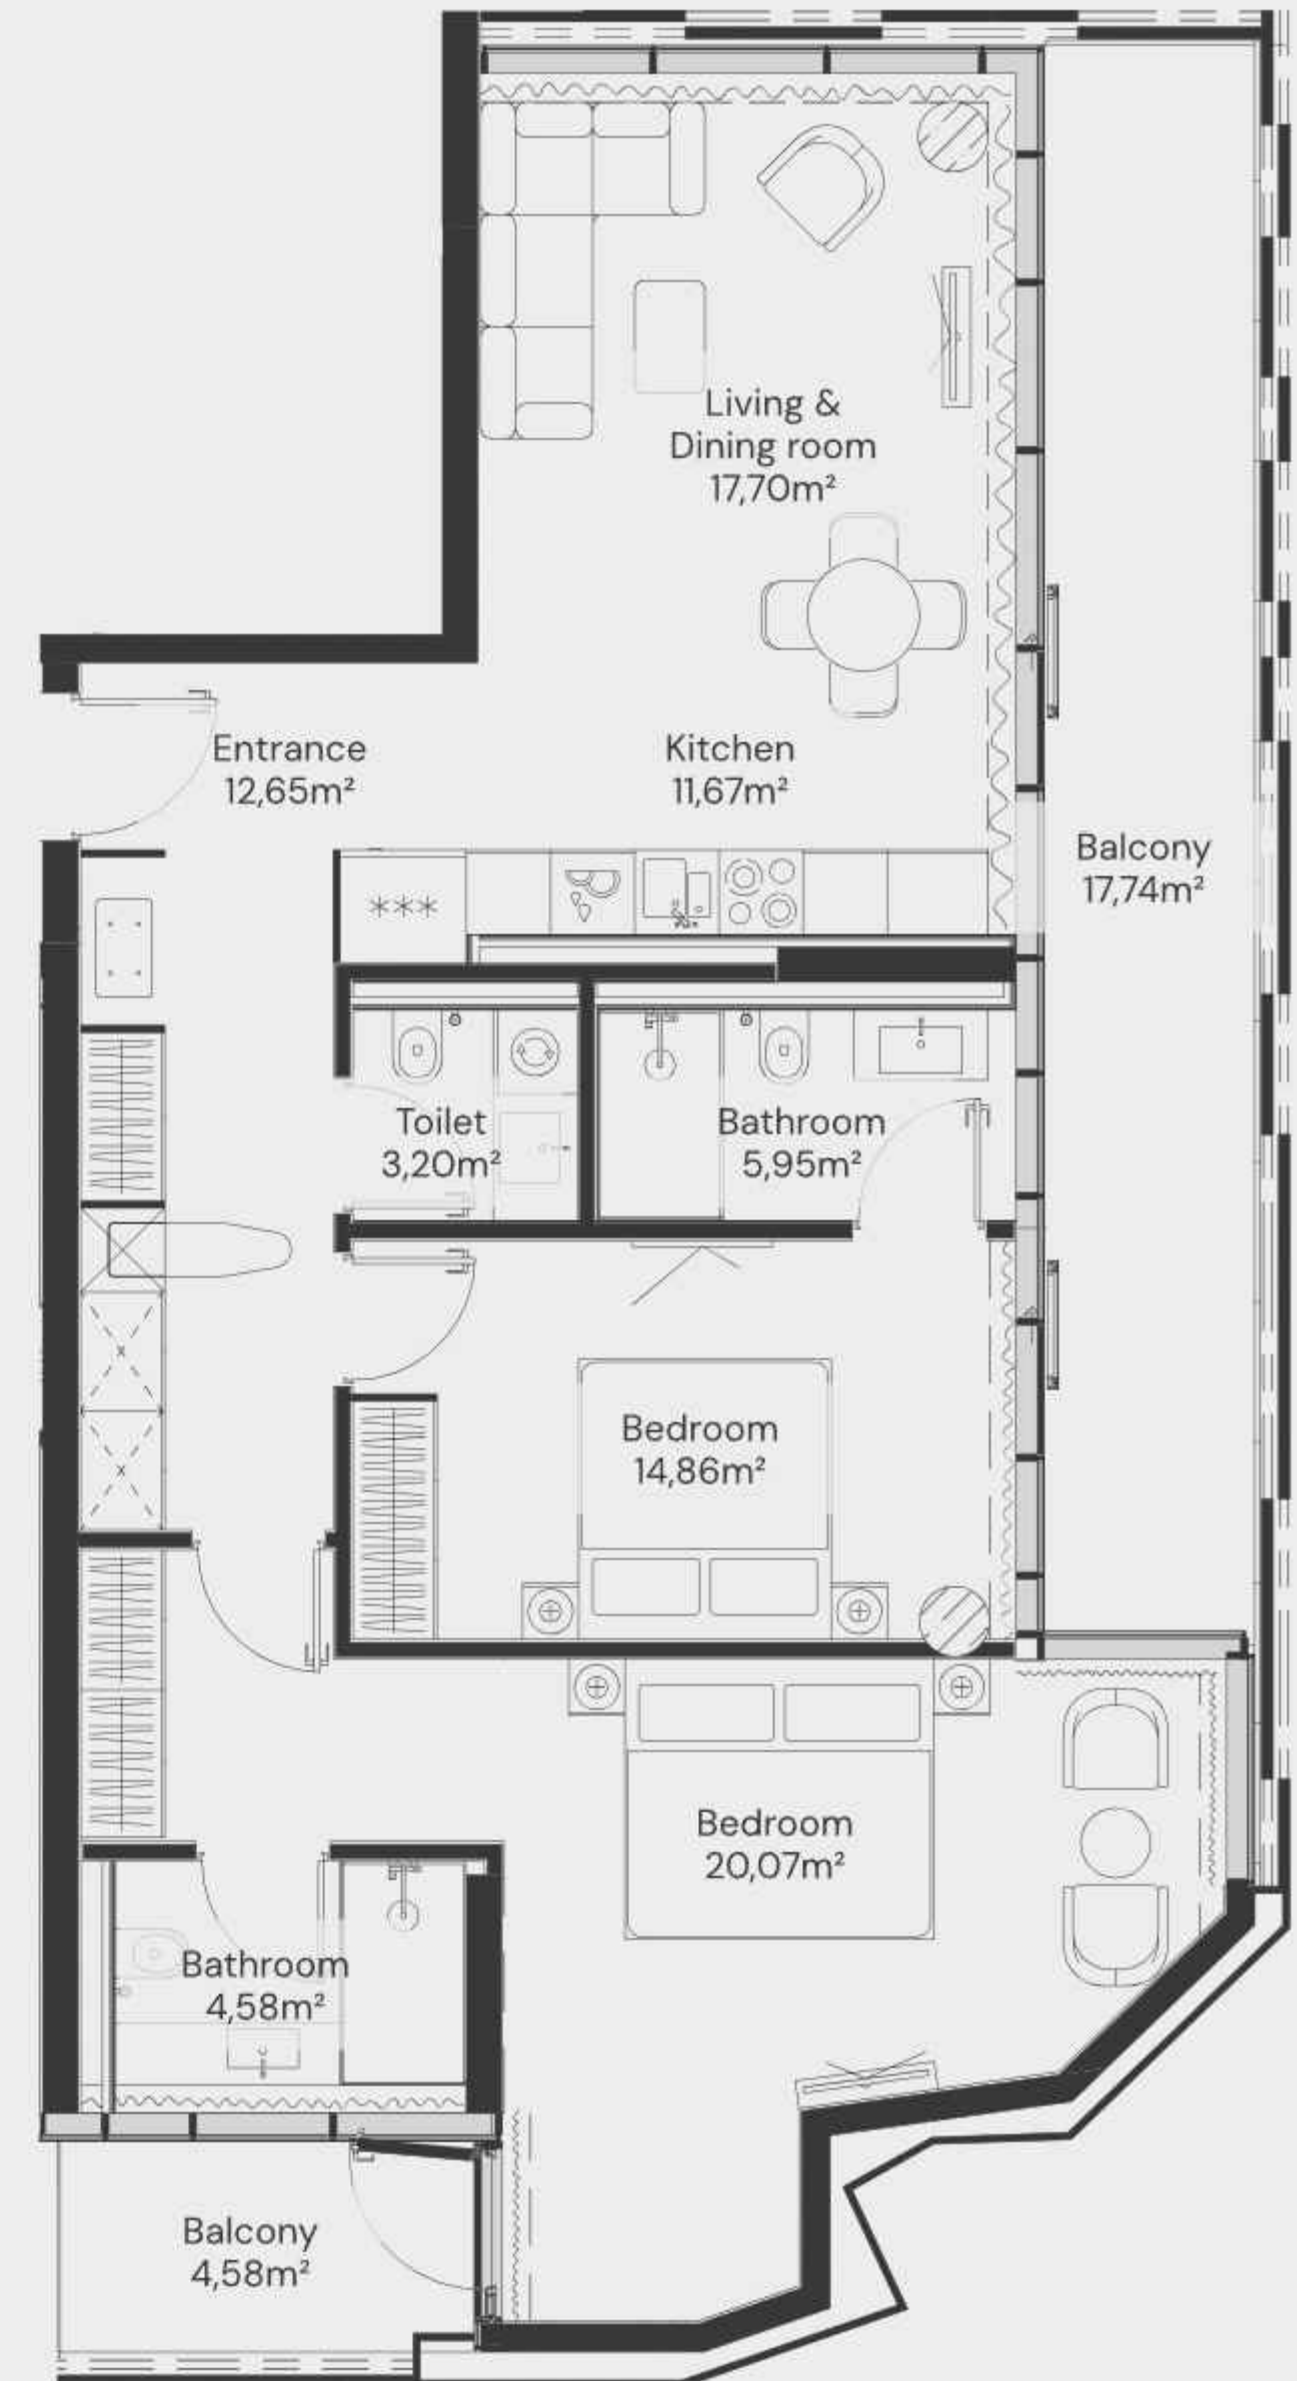 Living &
Dining room
17,70m²
Entrance
12,65m²
Kitchen
11,67m²
Balcony
17,74m²
Toilet
3,20m²
Bathroom
5,95m²
Bedroom
14,86m²
Bedroom
20,07m²
Bathroom
4,58m²
Balcony
4,58m²